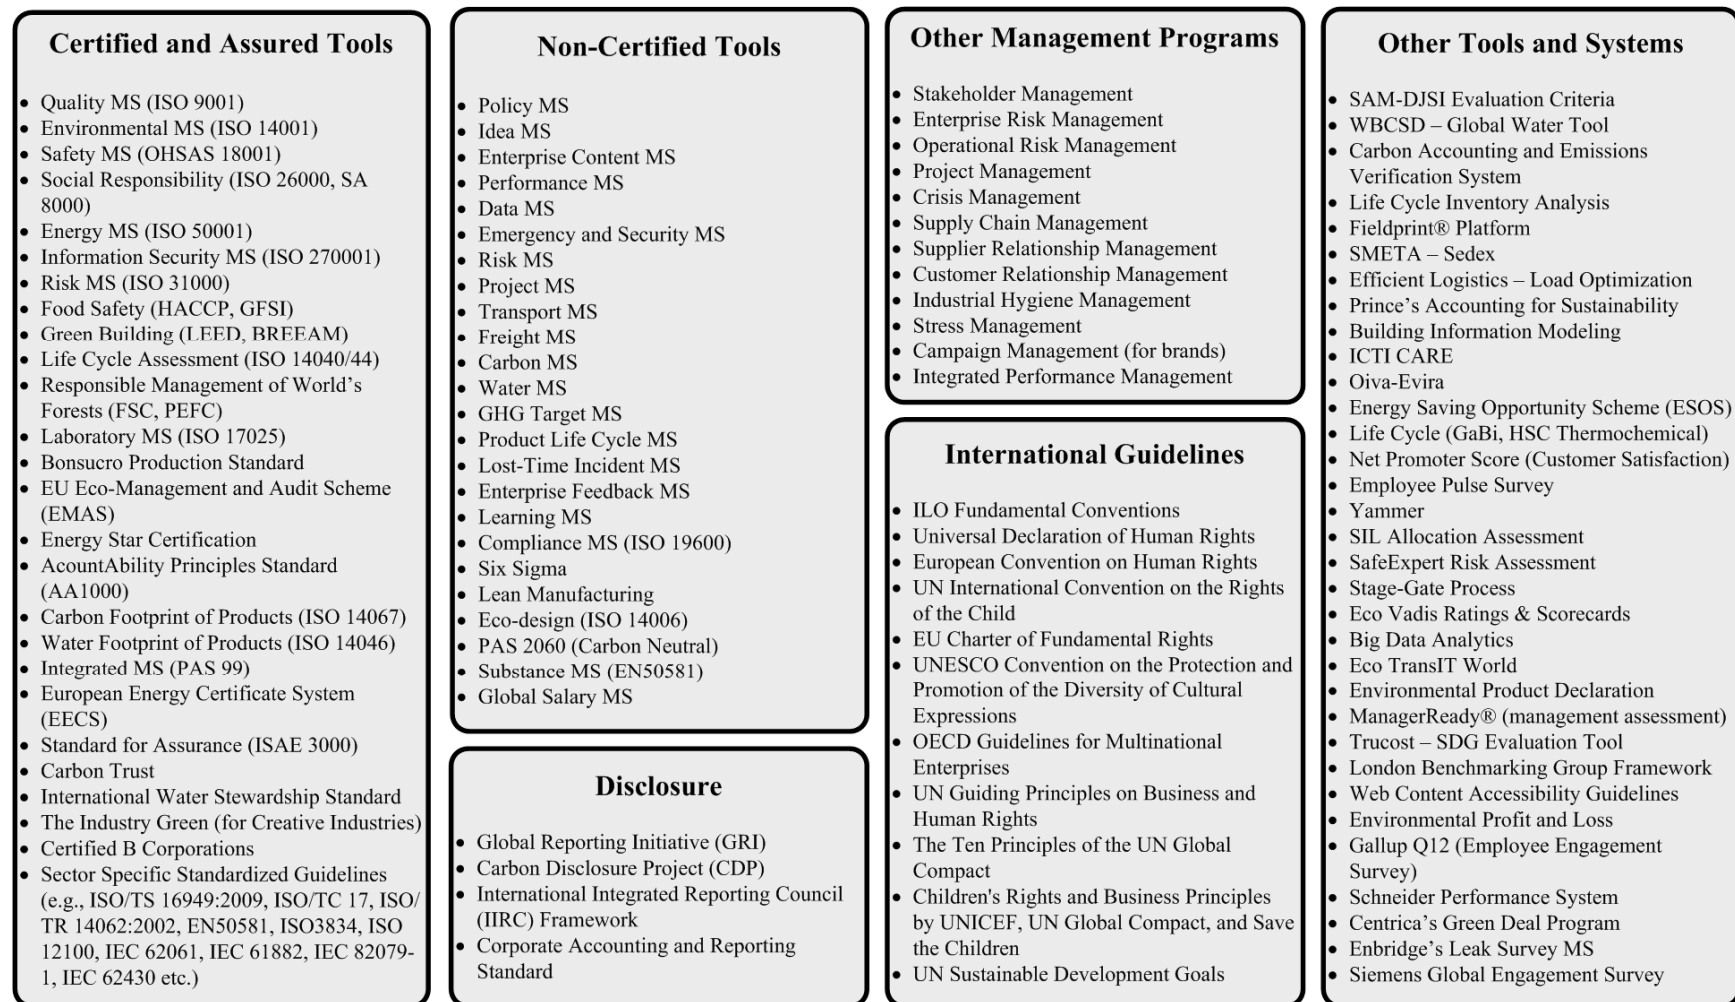 Certified and Assured Tools
• Quality MS (ISO 9001)
• Environmental MS (ISO 14001)
• Safety MS (OHSAS 18001)
• Social Responsibility (ISO 26000, SA
8000)
• Energy MS (ISO 50001)
• Information Security MS (ISO 270001)
• Risk MS (ISO 31000)
• Food Safety (HACCP, GFSI)
• Green Building (LEED, BREEAM)
• Life Cycle Assessment (ISO 14040/44)
• Responsible Management of World's
Forests (FSC, PEFC)
• Laboratory MS (ISO 17025)
• Bonsucro Production Standard
• EU Eco-Management and Audit Scheme
(EMAS)
• Energy Star Certification
• AcountAbility Principles Standard
(AA1000)
• Carbon Footprint of Products (ISO 14067)
• Water Footprint of Products (ISO 14046)
• Integrated MS (PAS 99)
• European Energy Certificate System
(EECS)
• Standard for Assurance (ISAE 3000)
• Carbon Trust
• International Water Stewardship Standard
• The Industry Green (for Creative Industries)
• Certified B Corporations
• Sector Specific Standardized Guidelines
(e.g., ISO/TS 16949:2009, ISO/TC 17, ISO/
TR 14062:2002, EN50581, ISO3834, ISO
12100, IEC 62061, IEC 61882, IEC 82079-
1, IEC 62430 etc.)
Non-Certified Tools
• Policy MS
• Idea MS
• Enterprise Content MS
• Performance MS
• Data MS
• Emergency and Security MS
• Risk MS
• Project MS
• Transport MS
• Freight MS
• Carbon MS
• Water MS
• GHG Target MS
• Product Life Cycle MS
• Lost-Time Incident MS
• Enterprise Feedback MS
• Learning MS
• Compliance MS (ISO 19600)
• Six Sigma
• Lean Manufacturing
• Eco-design (ISO 14006)
• PAS 2060 (Carbon Neutral)
• Substance MS (EN50581)
• Global Salary MS
Disclosure
• Global Reporting Initiative (GRI)
• Carbon Disclosure Project (CDP)
• International Integrated Reporting Council
(IIRC) Framework
• Corporate Accounting and Reporting
Standard
Other Management Programs
• Stakeholder Management
• Enterprise Risk Management
• Operational Risk Management
• Project Management
• Crisis Management
• Supply Chain Management
• Supplier Relationship Management
• Customer Relationship Management
• Industrial Hygiene Management
• Stress Management
• Campaign Management (for brands)
• Integrated Performance Management
International Guidelines
• ILO Fundamental Conventions
• Universal Declaration of Human Rights
• European Convention on Human Rights
• UN International Convention on the Rights
of the Child
• EU Charter of Fundamental Rights
• UNESCO Convention on the Protection and
Promotion of the Diversity of Cultural
Expressions
• OECD Guidelines for Multinational
Enterprises
• UN Guiding Principles on Business and
Human Rights
• The Ten Principles of the UN Global
Compact
• Children's Rights and Business Principles
by UNICEF, UN Global Compact, and Save
the Children
• UN Sustainable Development Goals
Other Tools and Systems
• SAM-DJSI Evaluation Criteria
• WBCSD – Global Water Tool
• Carbon Accounting and Emissions
Verification System
• Life Cycle Inventory Analysis
• Fieldprint® Platform
• SMETA – Sedex
• Efficient Logistics – Load Optimization
• Prince's Accounting for Sustainability
• Building Information Modeling
• ICTI CARE
• Oiva-Evira
• Energy Saving Opportunity Scheme (ESOS)
• Life Cycle (GaBi, HSC Thermochemical)
• Net Promoter Score (Customer Satisfaction)
• Employee Pulse Survey
• Yammer
• SIL Allocation Assessment
• SafeExpert Risk Assessment
• Stage-Gate Process
• Eco Vadis Ratings & Scorecards
• Big Data Analytics
• Eco TransIT World
• Environmental Product Declaration
• ManagerReady® (management assessment)
• Trucost – SDG Evaluation Tool
• London Benchmarking Group Framework
• Web Content Accessibility Guidelines
• Environmental Profit and Loss
• Gallup Q12 (Employee Engagement
Survey)
• Schneider Performance System
• Centrica's Green Deal Program
• Enbridge's Leak Survey MS
• Siemens Global Engagement Survey